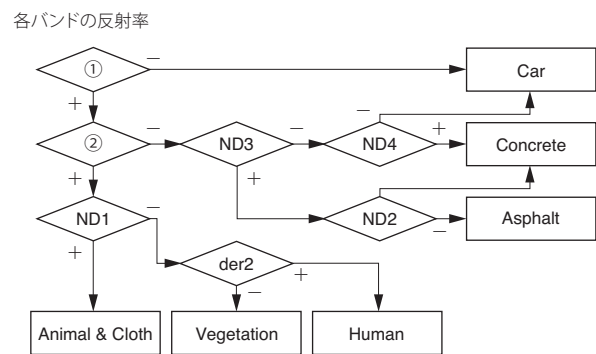 各バンドの反射率
① − Car
+
② − ND3 − ND4 − + Concrete
+ +
ND1 − ND2 − Asphalt
+ der2 +
−
Animal & Cloth Vegetation Human